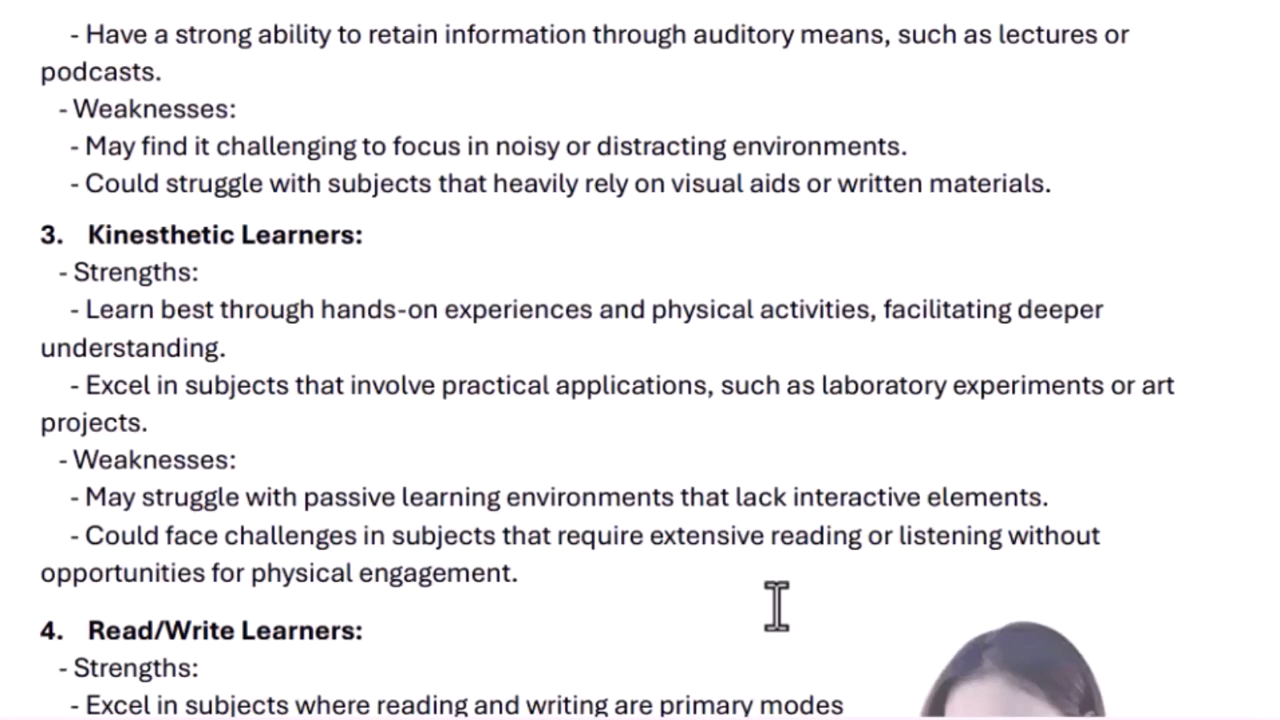 - Have a strong ability to retain information through auditory means, such as lectures or
podcasts.
- Weaknesses:
- May find it challenging to focus in noisy or distracting environments.
- Could struggle with subjects that heavily rely on visual aids or written materials.
3. Kinesthetic Learners:
- Strengths:
- Learn best through hands-on experiences and physical activities, facilitating deeper
understanding.
- Excel in subjects that involve practical applications, such as laboratory experiments or art
projects.
- Weaknesses:
- May struggle with passive learning environments that lack interactive elements.
- Could face challenges in subjects that require extensive reading or listening without
opportunities for physical engagement.
4. Read/Write Learners:
- Strengths:
- Excel in subjects where reading and writing are primary modes